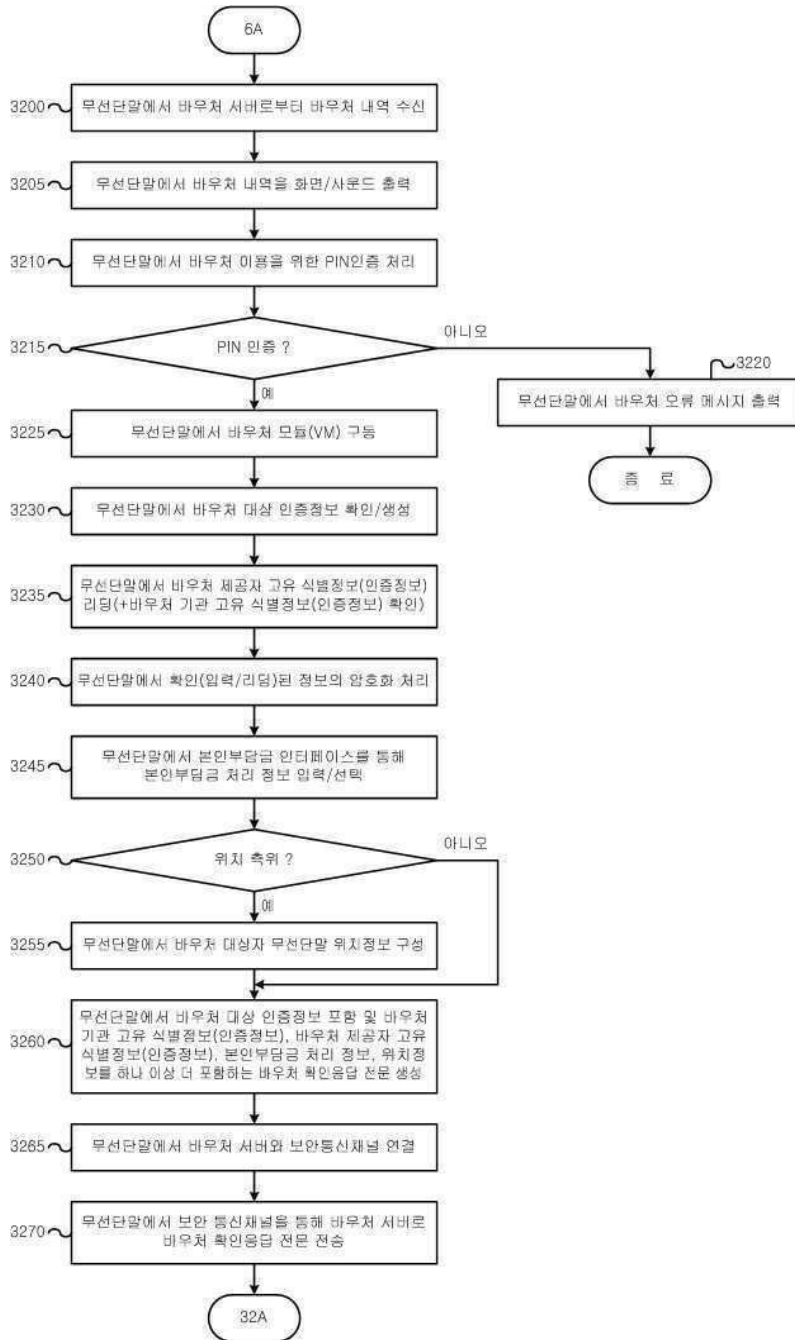 6A
3200
무선단말에서 바우처 서버로부터 바우처 내역 수신
3205
무선단말에서 바우처 내역을 화면/사운드 출력
3210
무선단말에서 바우처 이용을 위한 PIN인증 처리
3215
PIN 인증 ?
아니오
예
3220
무선단말에서 바우처 오류 메시지 출력
종 료
3225
무선단말에서 바우처 모듈(VM) 구동
3230
무선단말에서 바우처 대상 인증정보 확인/생성
3235
무선단말에서 바우처 제공자 고유 식별정보(인증정보)
리딩(+바우처 기관 고유 식별정보(인증정보) 확인)
3240
무선단말에서 확인(입력/리딩)된 정보의 암호화 처리
3245
무선단말에서 본인부담금 인터페이스를 통해
본인부담금 처리 정보 입력/선택
3250
위치 측위 ?
아니오
예
3255
무선단말에서 바우처 대상자 무선단말 위치정보 구성
3260
무선단말에서 바우처 대상 인증정보 포함 및 바우처
기관 고유 식별정보(인증정보), 바우처 제공자 고유
식별정보(인증정보), 본인부담금 처리 정보, 위치정
보를 하나 이상 더 포함하는 바우처 확인응답 전문 생성
3265
무선단말에서 바우처 서버와 보안통신채널 연결
3270
무선단말에서 보안 통신채널을 통해 바우처 서버로
바우처 확인응답 전문 전송
32A